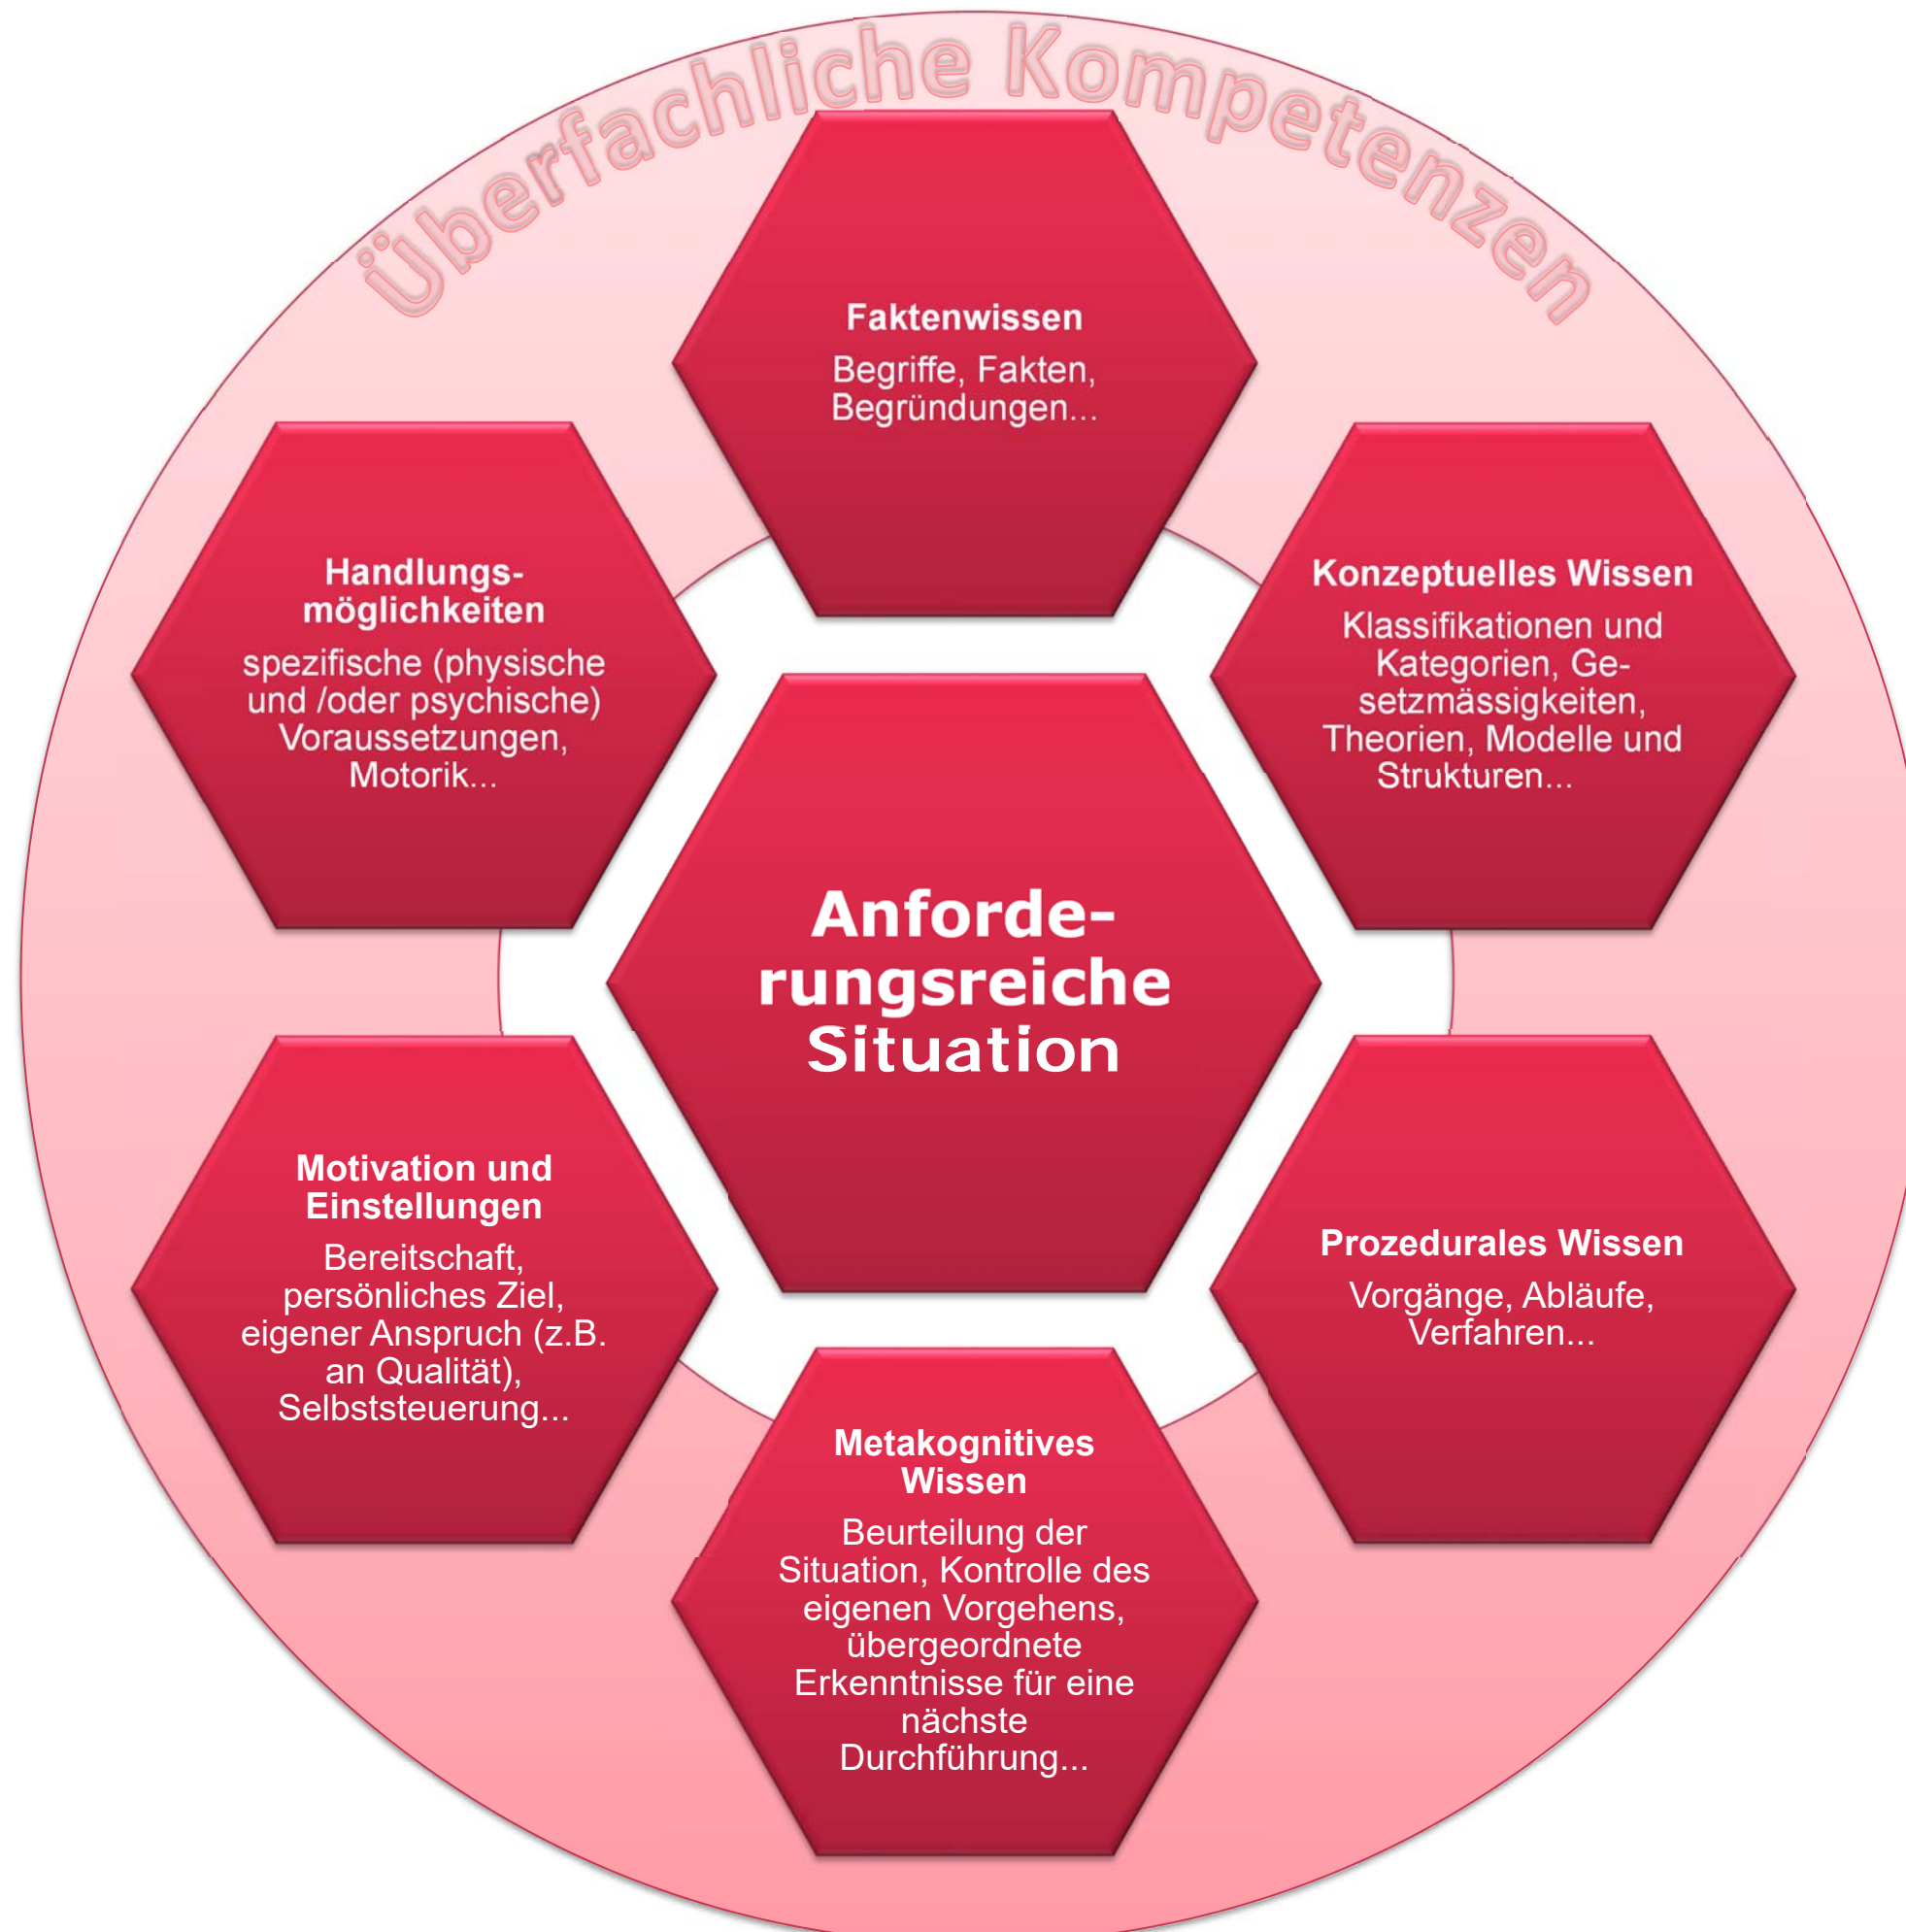 Überfachliche Kompetenzen
Faktenwissen
Begriffe, Fakten,
Begründungen...
Handlungs-
möglichkeiten
spezifische (physische
und /oder psychische)
Voraussetzungen,
Motorik...
Konzeptuelles Wissen
Klassifikationen und
Kategorien, Ge-
setzmässigkeiten,
Theorien, Modelle und
Strukturen...
Anforde-
rungsreiche
Situation
Motivation und
Einstellungen
Bereitschaft,
persönliches Ziel,
eigener Anspruch (z.B.
an Qualität),
Selbststeuerung...
Prozedurales Wissen
Vorgänge, Abläufe,
Verfahren...
Metakognitives
Wissen
Beurteilung der
Situation, Kontrolle des
eigenen Vorgehens,
übergeordnete
Erkenntnisse für eine
nächste
Durchführung...